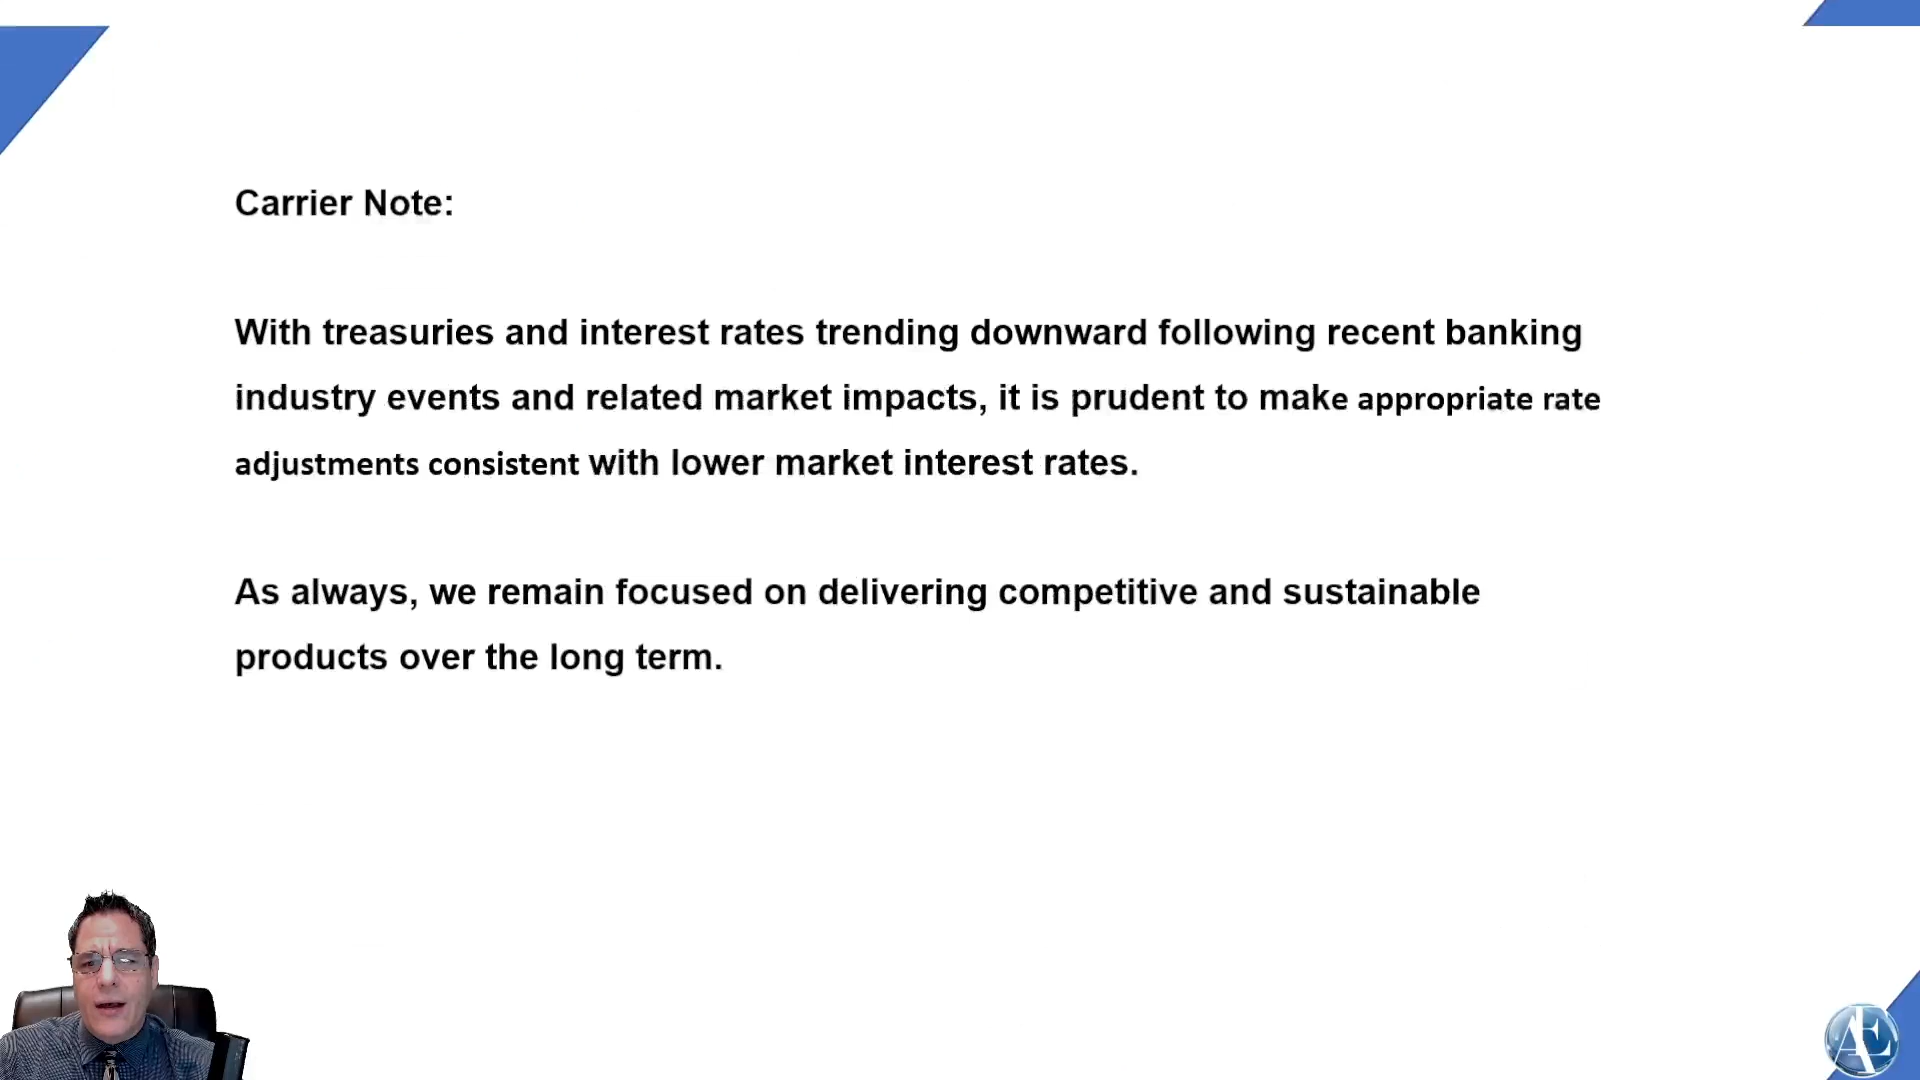 Carrier Note:
With treasuries and interest rates trending downward following recent banking
industry events and related market impacts, it is prudent to make appropriate rate
adjustments consistent with lower market interest rates.
As always, we remain focused on delivering competitive and sustainable
products over the long term.
AE